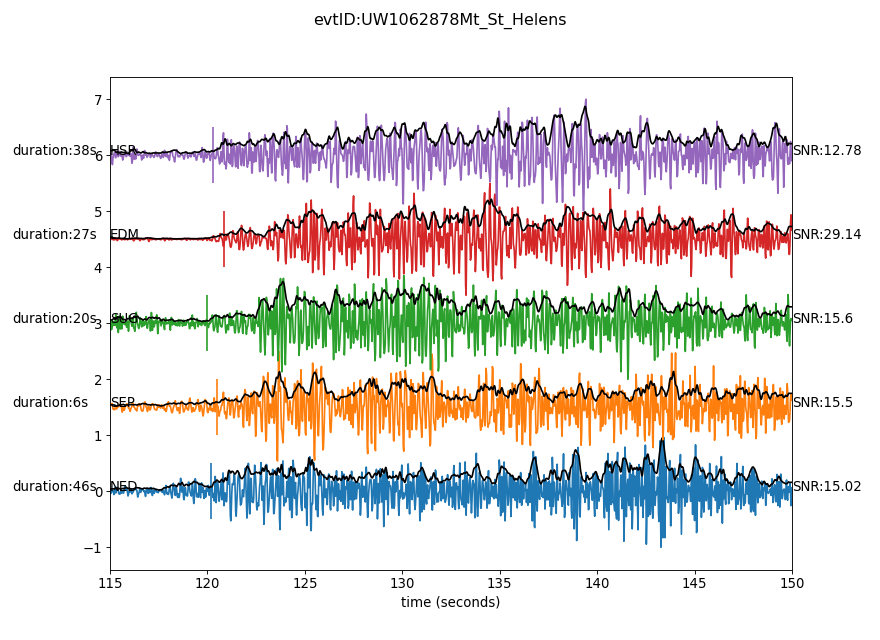 evtID:UW1062878Mt_St_Helens
7
duration:38s HSR SNR:12.78
6
5
duration:27s EDM SNR:29.14
4
duration:20s SUG SNR:15.6
3
2
duration:6s SEP SNR:15.5
1
duration:46s NED SNR:15.02
0
−1
115 120 125 130 135 140 145 150
time (seconds)